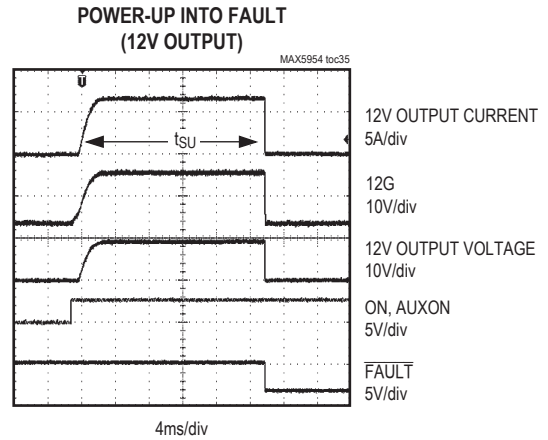 POWER-UP INTO FAULT
(12V OUTPUT)
MAX5954 toc35
tSU
12V OUTPUT CURRENT
5A/div
12G
10V/div
12V OUTPUT VOLTAGE
10V/div
ON, AUXON
5V/div
FAULT
5V/div
4ms/div